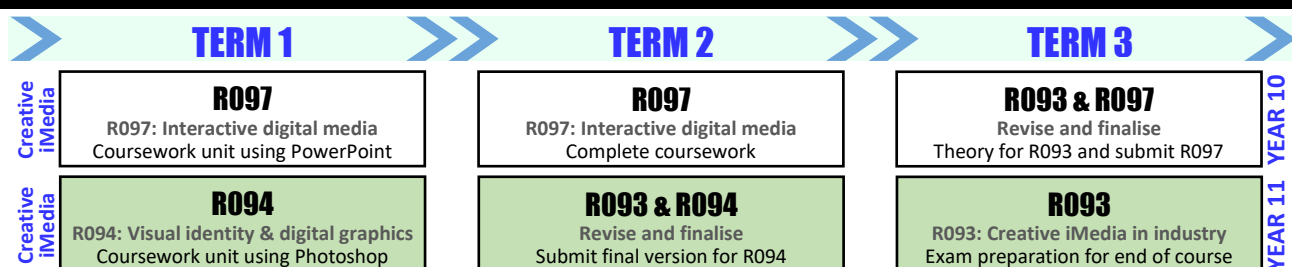 TERM 1
TERM 2
TERM 3
Creative
iMedia
R097
R097: Interactive digital media
Coursework unit using PowerPoint
R097
R097: Interactive digital media
Complete coursework
R093 & R097
Revise and finalise
Theory for R093 and submit R097
YEAR 10
Creative
iMedia
R094
R094: Visual identity & digital graphics
Coursework unit using Photoshop
R093 & R094
Revise and finalise
Submit final version for R094
R093
R093: Creative iMedia in industry
Exam preparation for end of course
YEAR 11